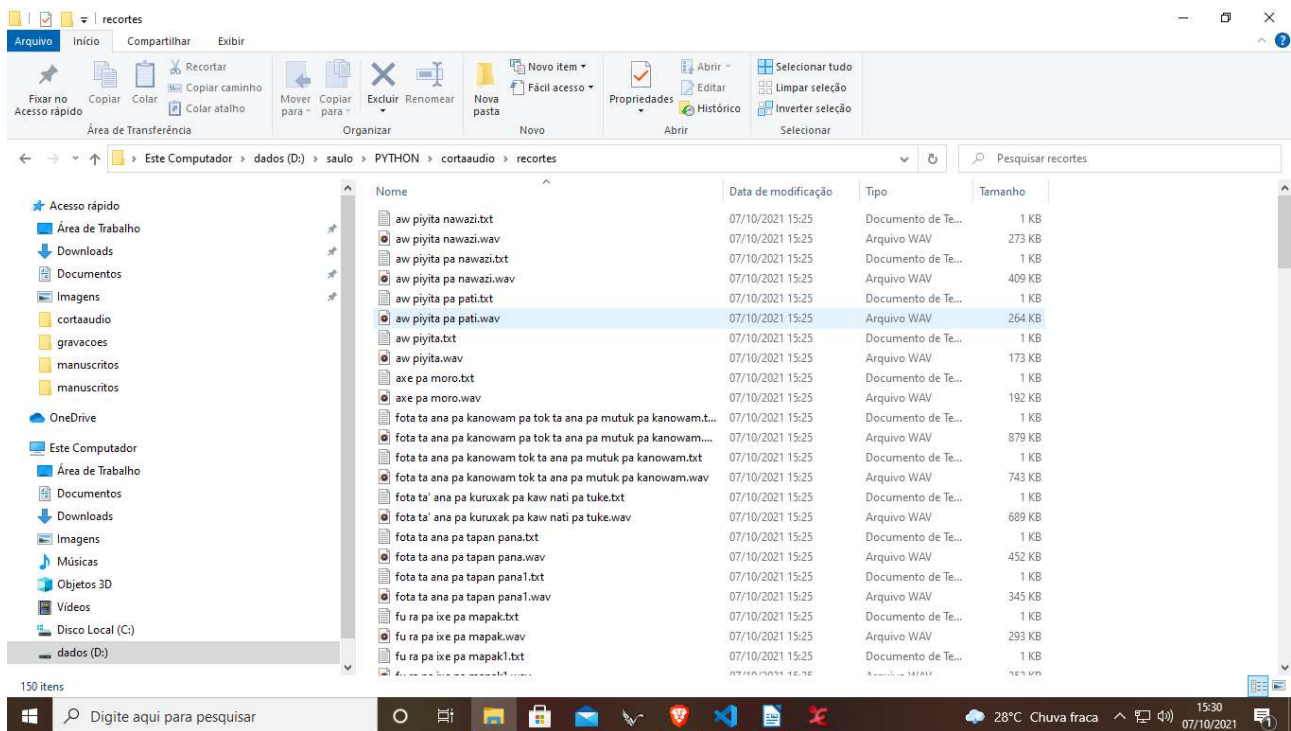 recortes
Arquivo Início Compartilhar Exibir
Fixar no Acesso rápido
Copiar
Colar
Recortar
Copiar caminho
Colar atalho
Área de Transferência
Mover para
Copiar para
Excluir
Renomear
Organizar
Nova pasta
Novo item
Fácil acesso
Novo
Propriedades
Abrir
Editar
Histórico
Abrir
Selecionar tudo
Limpar seleção
Inverter seleção
Selecionar
Este Computador > dados (D:) > saulo > PYTHON > cortaaudio > recortes
Pesquisar recortes
Acesso rápido
Área de Trabalho
Downloads
Documentos
Imagens
cortaaudio
gravacoes
manuscritos
manuscritos
OneDrive
Este Computador
Área de Trabalho
Documentos
Downloads
Imagens
Músicas
Objetos 3D
Vídeos
Disco Local (C:)
dados (D:)
Nome Data de modificação Tipo Tamanho
aw piyita nawazi.txt 07/10/2021 15:25 Documento de Te... 1 KB
aw piyita nawazi.wav 07/10/2021 15:25 Arquivo WAV 273 KB
aw piyita pa nawazi.txt 07/10/2021 15:25 Documento de Te... 1 KB
aw piyita pa nawazi.wav 07/10/2021 15:25 Arquivo WAV 409 KB
aw piyita pa pati.txt 07/10/2021 15:25 Documento de Te... 1 KB
aw piyita pa pati.wav 07/10/2021 15:25 Arquivo WAV 264 KB
aw piyita.txt 07/10/2021 15:25 Documento de Te... 1 KB
aw piyita.wav 07/10/2021 15:25 Arquivo WAV 173 KB
axe pa moro.txt 07/10/2021 15:25 Documento de Te... 1 KB
axe pa moro.wav 07/10/2021 15:25 Arquivo WAV 192 KB
fota ta ana pa kanowam pa tok ta ana pa mutuk pa kanowam.t... 07/10/2021 15:25 Documento de Te... 1 KB
fota ta ana pa kanowam pa tok ta ana pa mutuk pa kanowam.... 07/10/2021 15:25 Arquivo WAV 879 KB
fota ta ana pa kanowam tok ta ana pa mutuk pa kanowam.txt 07/10/2021 15:25 Documento de Te... 1 KB
fota ta ana pa kanowam tok ta ana pa mutuk pa kanowam.wav 07/10/2021 15:25 Arquivo WAV 743 KB
fota ta' ana pa kuruxak pa kaw nati pa tuke.txt 07/10/2021 15:25 Documento de Te... 1 KB
fota ta' ana pa kuruxak pa kaw nati pa tuke.wav 07/10/2021 15:25 Arquivo WAV 689 KB
fota ta ana pa tapan pana.txt 07/10/2021 15:25 Documento de Te... 1 KB
fota ta ana pa tapan pana.wav 07/10/2021 15:25 Arquivo WAV 452 KB
fota ta ana pa tapan pana1.txt 07/10/2021 15:25 Documento de Te... 1 KB
fota ta ana pa tapan pana1.wav 07/10/2021 15:25 Arquivo WAV 345 KB
fu ra pa ixe pa mapak.txt 07/10/2021 15:25 Documento de Te... 1 KB
fu ra pa ixe pa mapak.wav 07/10/2021 15:25 Arquivo WAV 293 KB
fu ra pa ixe pa mapak1.txt 07/10/2021 15:25 Documento de Te... 1 KB
150 itens
Digite aqui para pesquisar
28°C Chuva fraca
15:30
07/10/2021